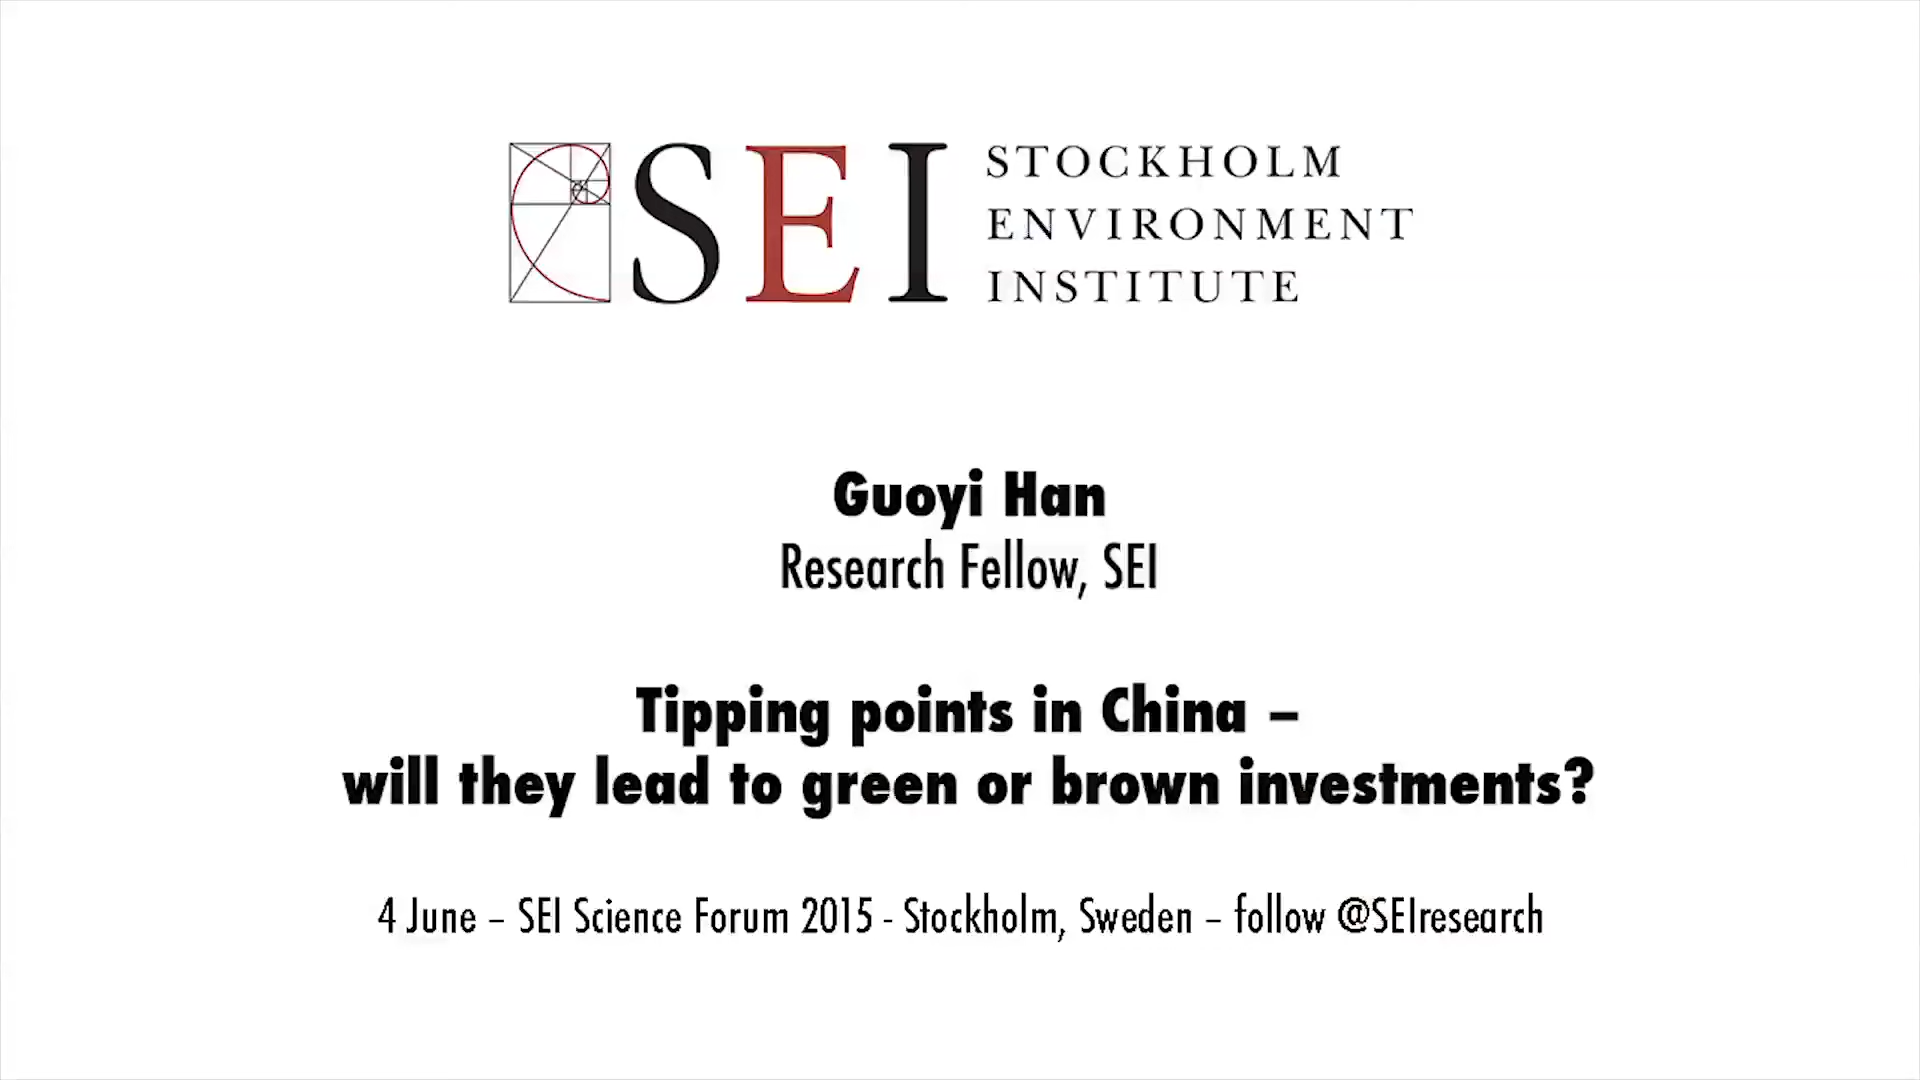 SEI
STOCKHOLM
ENVIRONMENT
INSTITUTE
Guoyi Han
Research Fellow, SEI
Tipping points in China –
will they lead to green or brown investments?
4 June – SEI Science Forum 2015 - Stockholm, Sweden – follow @SEIresearch